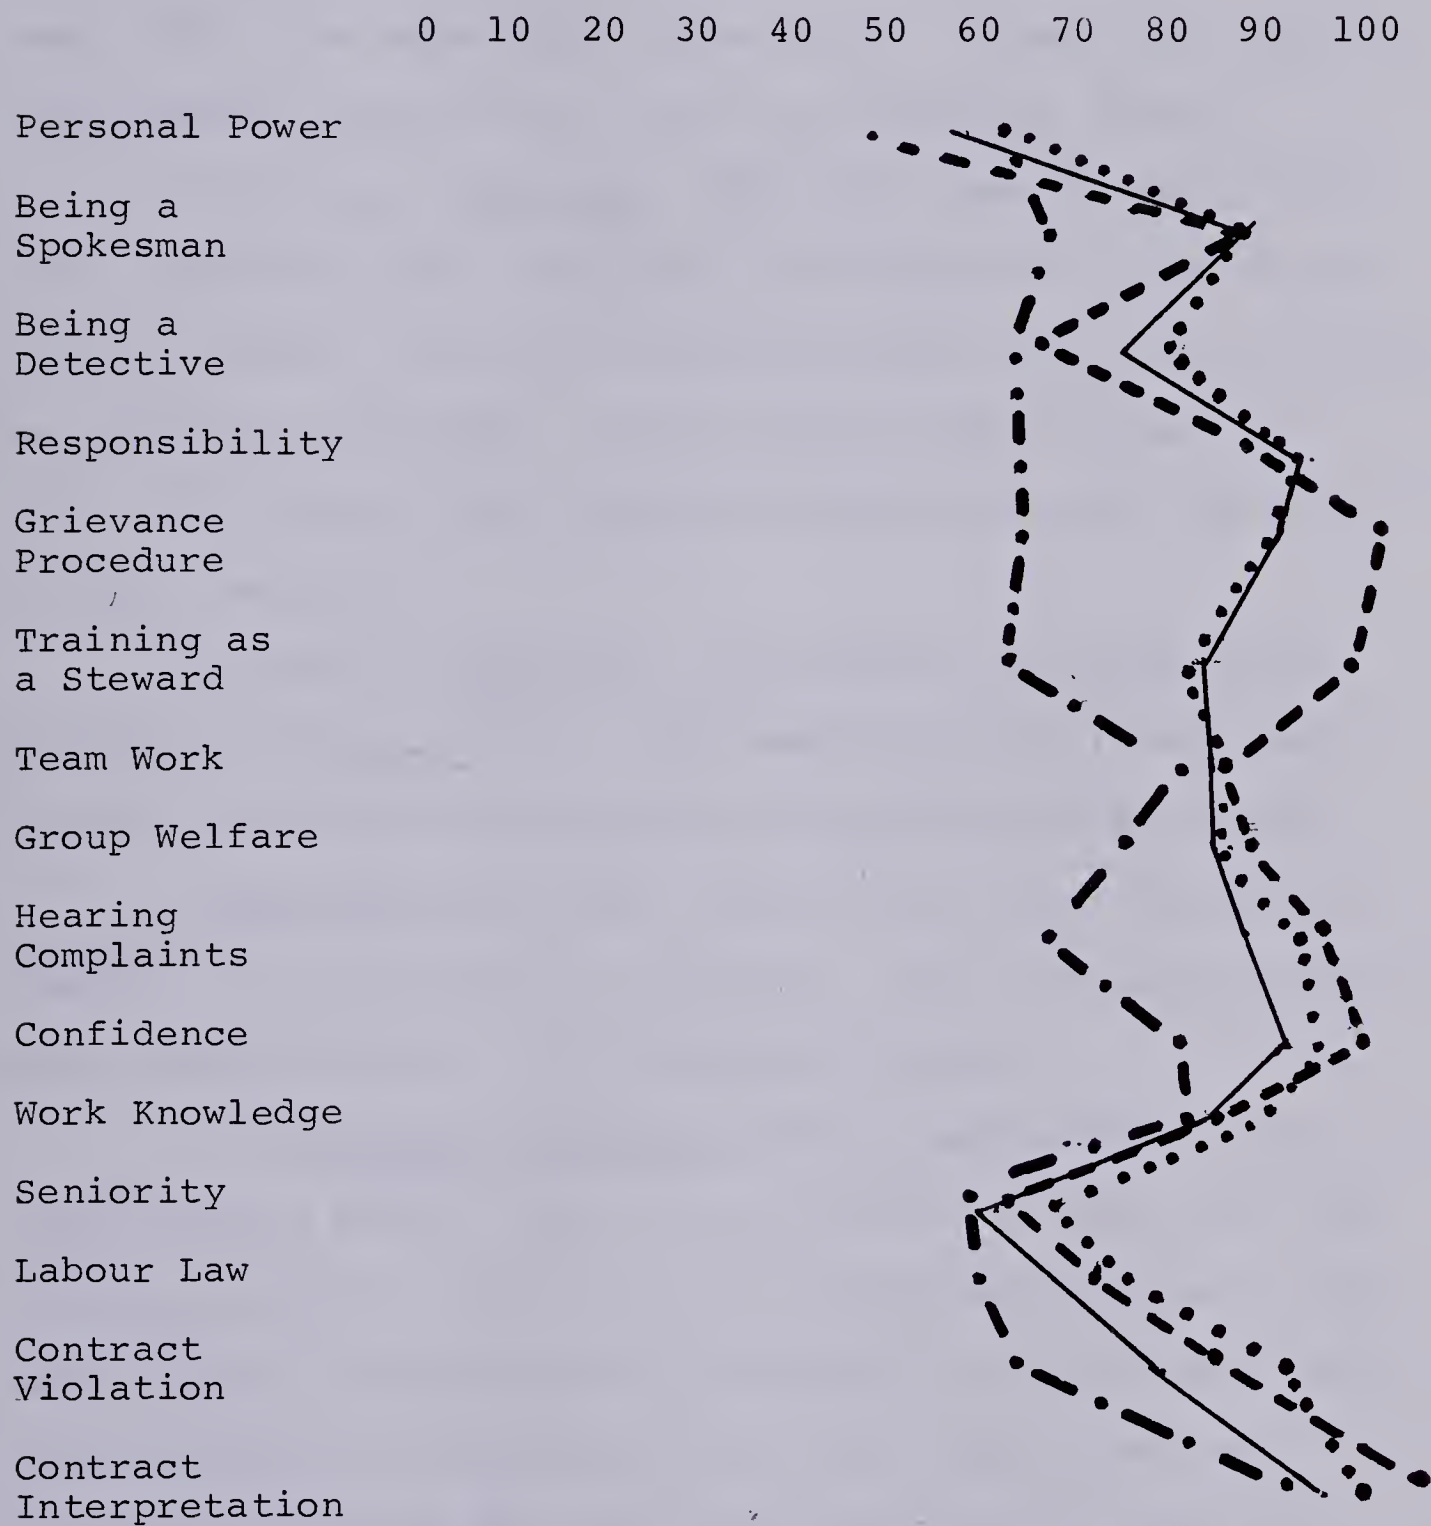 0 10 20 30 40 50 60 70 80 90 100
Personal Power
Being a
Spokesman
Being a
Detective
Responsibility
Grievance
Procedure
Training as
a Steward
Team Work
Group Welfare
Hearing
Complaints
Confidence
Work Knowledge
Seniority
Labour Law
Contract
Violation
Contract
Interpretation